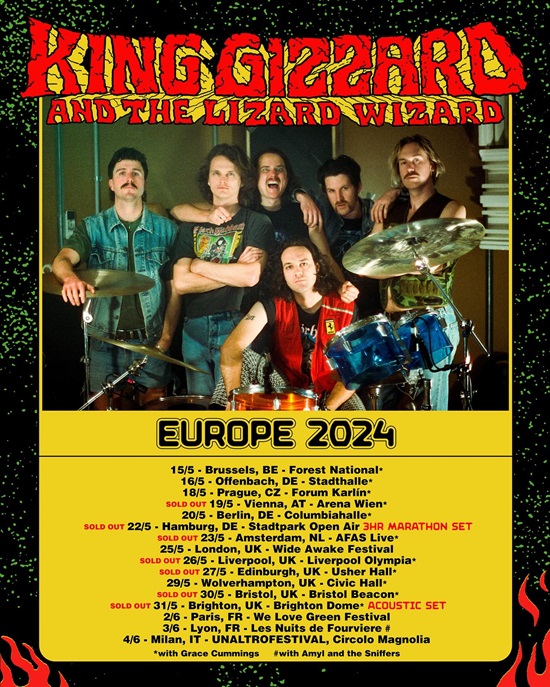 KING GIZZARD
AND THE LIZARD WIZARD
EUROPE 2024
15/5 - Brussels, BE - Forest National*
16/5 - Offenbach, DE - Stadthalle*
18/5 - Prague, CZ - Forum Karlín*
SOLD OUT 19/5 - Vienna, AT - Arena Wien*
20/5 - Berlin, DE - Columbiahalle*
SOLD OUT 22/5 - Hamburg, DE - Stadtpark Open Air 3HR MARATHON SET
SOLD OUT 23/5 - Amsterdam, NL - AFAS Live*
25/5 - London, UK - Wide Awake Festival
SOLD OUT 26/5 - Liverpool, UK - Liverpool Olympia*
SOLD OUT 27/5 - Edinburgh, UK - Usher Hall*
29/5 - Wolverhampton, UK - Civic Hall*
SOLD OUT 30/5 - Bristol, UK - Bristol Beacon*
SOLD OUT 31/5 - Brighton, UK - Brighton Dome* ACOUSTIC SET
2/6 - Paris, FR - We Love Green Festival
3/6 - Lyon, FR - Les Nuits de Fourviere #
4/6 - Milan, IT - UNALTROFESTIVAL, Circolo Magnolia
*with Grace Cummings #with Amyl and the Sniffers